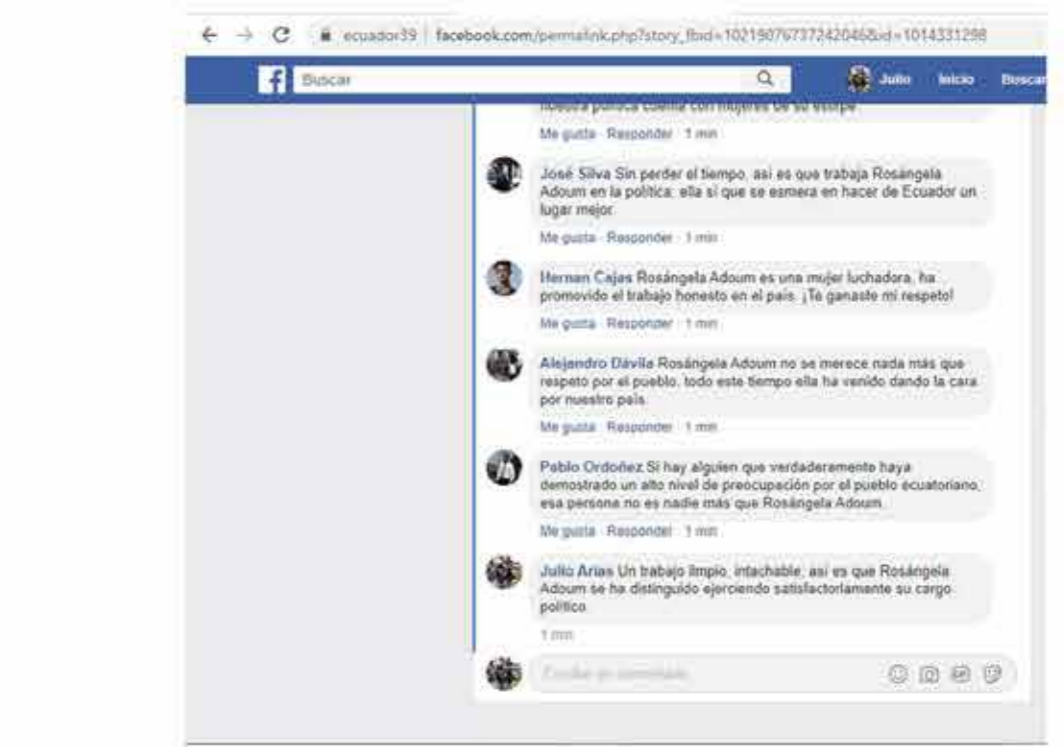 ecuador39 facebook.com/permalink.php?story_fbid=10219076737242046&id=1014331298
Buscar Julio Inicio Buscar
nuestra política cuenta con mujeres de su estirpe
Me gusta · Responder · 1 min
José Silva Sin perder el tiempo, así es que trabaja Rosángela
Adoum en la política, ella sí que se esmera en hacer de Ecuador un
lugar mejor
Me gusta · Responder · 1 min
Hernan Cajas Rosángela Adoum es una mujer luchadora, ha
promovido el trabajo honesto en el país. ¡Te ganaste mi respeto!
Me gusta · Responder · 1 min
Alejandro Dávila Rosángela Adoum no se merece nada más que
respeto por el pueblo, todo este tiempo ella ha venido dando la cara
por nuestro país.
Me gusta · Responder · 1 min
Pablo Ordoñez Si hay alguien que verdaderamente haya
demostrado un alto nivel de preocupación por el pueblo ecuatoriano,
esa persona no es nadie más que Rosángela Adoum.
Me gusta · Responder · 1 min
Julio Arias Un trabajo limpio, intachable, así es que Rosángela
Adoum se ha distinguido ejerciendo satisfactoriamente su cargo
político
1 min
Escribe un comentario...
GIF